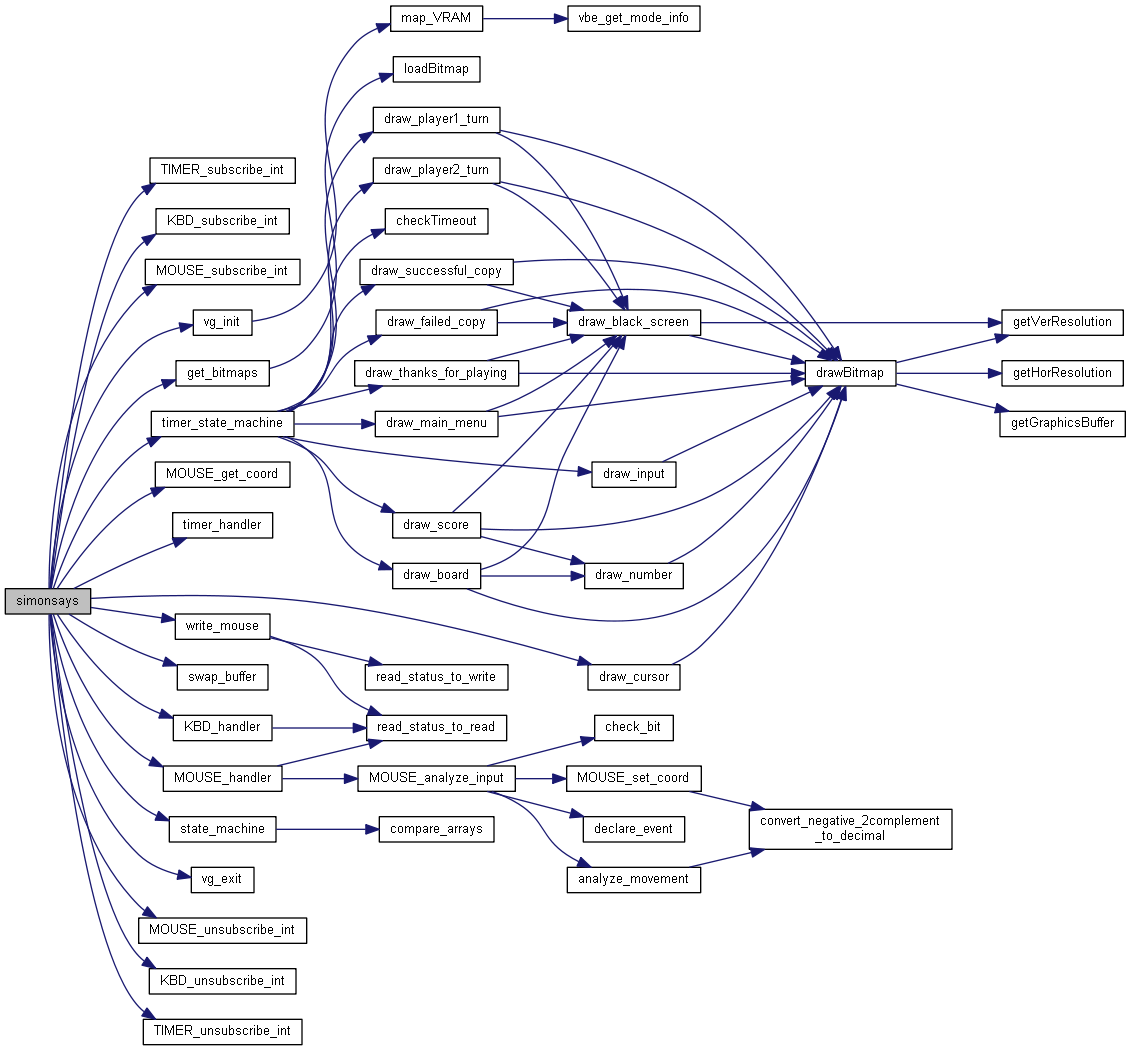 map_VRAM
vbe_get_mode_info
loadBitmap
draw_player1_turn
TIMER_subscribe_int
draw_player2_turn
KBD_subscribe_int
checkTimeout
MOUSE_subscribe_int
draw_successful_copy
vg_init
draw_failed_copy
draw_black_screen
getVerResolution
get_bitmaps
draw_thanks_for_playing
drawBitmap
getHorResolution
timer_state_machine
draw_main_menu
getGraphicsBuffer
MOUSE_get_coord
draw_input
timer_handler
draw_score
draw_board
draw_number
simonsays
write_mouse
swap_buffer
read_status_to_write
draw_cursor
KBD_handler
read_status_to_read
check_bit
MOUSE_handler
MOUSE_analyze_input
MOUSE_set_coord
state_machine
compare_arrays
declare_event
convert_negative_2complement
_to_decimal
vg_exit
analyze_movement
MOUSE_unsubscribe_int
KBD_unsubscribe_int
TIMER_unsubscribe_int